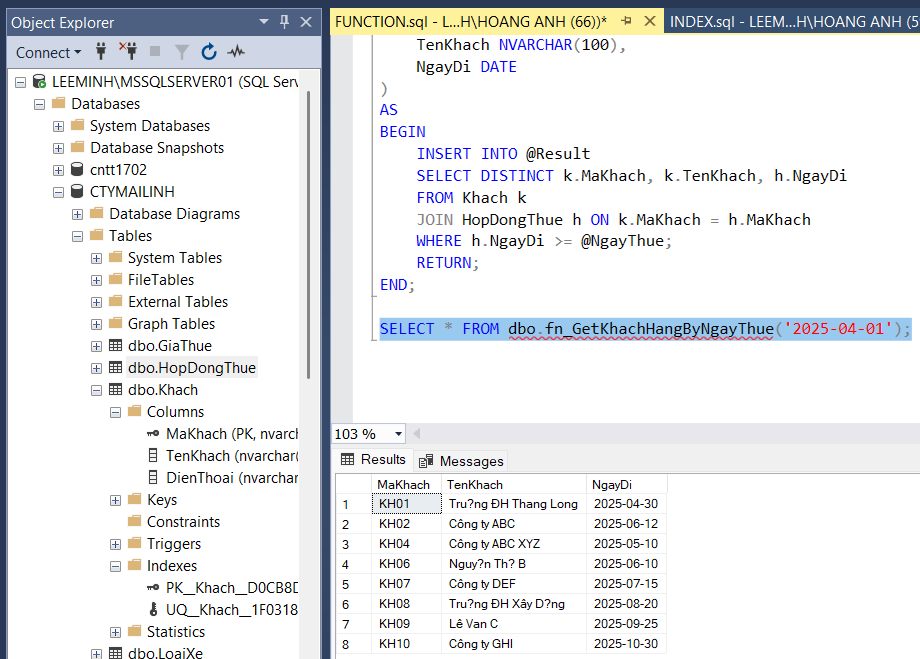 Object Explorer
Connect
LEEMINH\MSSQLSERVER01 (SQL Serv
Databases
System Databases
Database Snapshots
cntt1702
CTYMAILINH
Database Diagrams
Tables
System Tables
FileTables
External Tables
Graph Tables
dbo.GiaThue
dbo.HopDongThue
dbo.Khach
Columns
MaKhach (PK, nvarch
TenKhach (nvarchar(
DienThoai (nvarchar
Keys
Constraints
Triggers
Indexes
PK__Khach__D0CB8D
UQ__Khach__1F0318
Statistics
dbo.LoaiXe
FUNCTION.sql - L...H\HOANG ANH (66))*
INDEX.sql - LEEM...H\HOANG ANH (5
TenKhach NVARCHAR(100),
NgayDi DATE
)
AS
BEGIN
INSERT INTO @Result
SELECT DISTINCT k.MaKhach, k.TenKhach, h.NgayDi
FROM Khach k
JOIN HopDongThue h ON k.MaKhach = h.MaKhach
WHERE h.NgayDi >= @NgayThue;
RETURN;
END;
SELECT * FROM dbo.fn_GetKhachHangByNgayThue('2025-04-01');
103 %
Results Messages
MaKhach TenKhach NgayDi
1 KH01 Tru?ng ĐH Thang Long 2025-04-30
2 KH02 Công ty ABC 2025-06-12
3 KH04 Công ty ABC XYZ 2025-05-10
4 KH06 Nguy?n Th? B 2025-06-10
5 KH07 Công ty DEF 2025-07-15
6 KH08 Tru?ng ĐH Xây D?ng 2025-08-20
7 KH09 Lê Van C 2025-09-25
8 KH10 Công ty GHI 2025-10-30